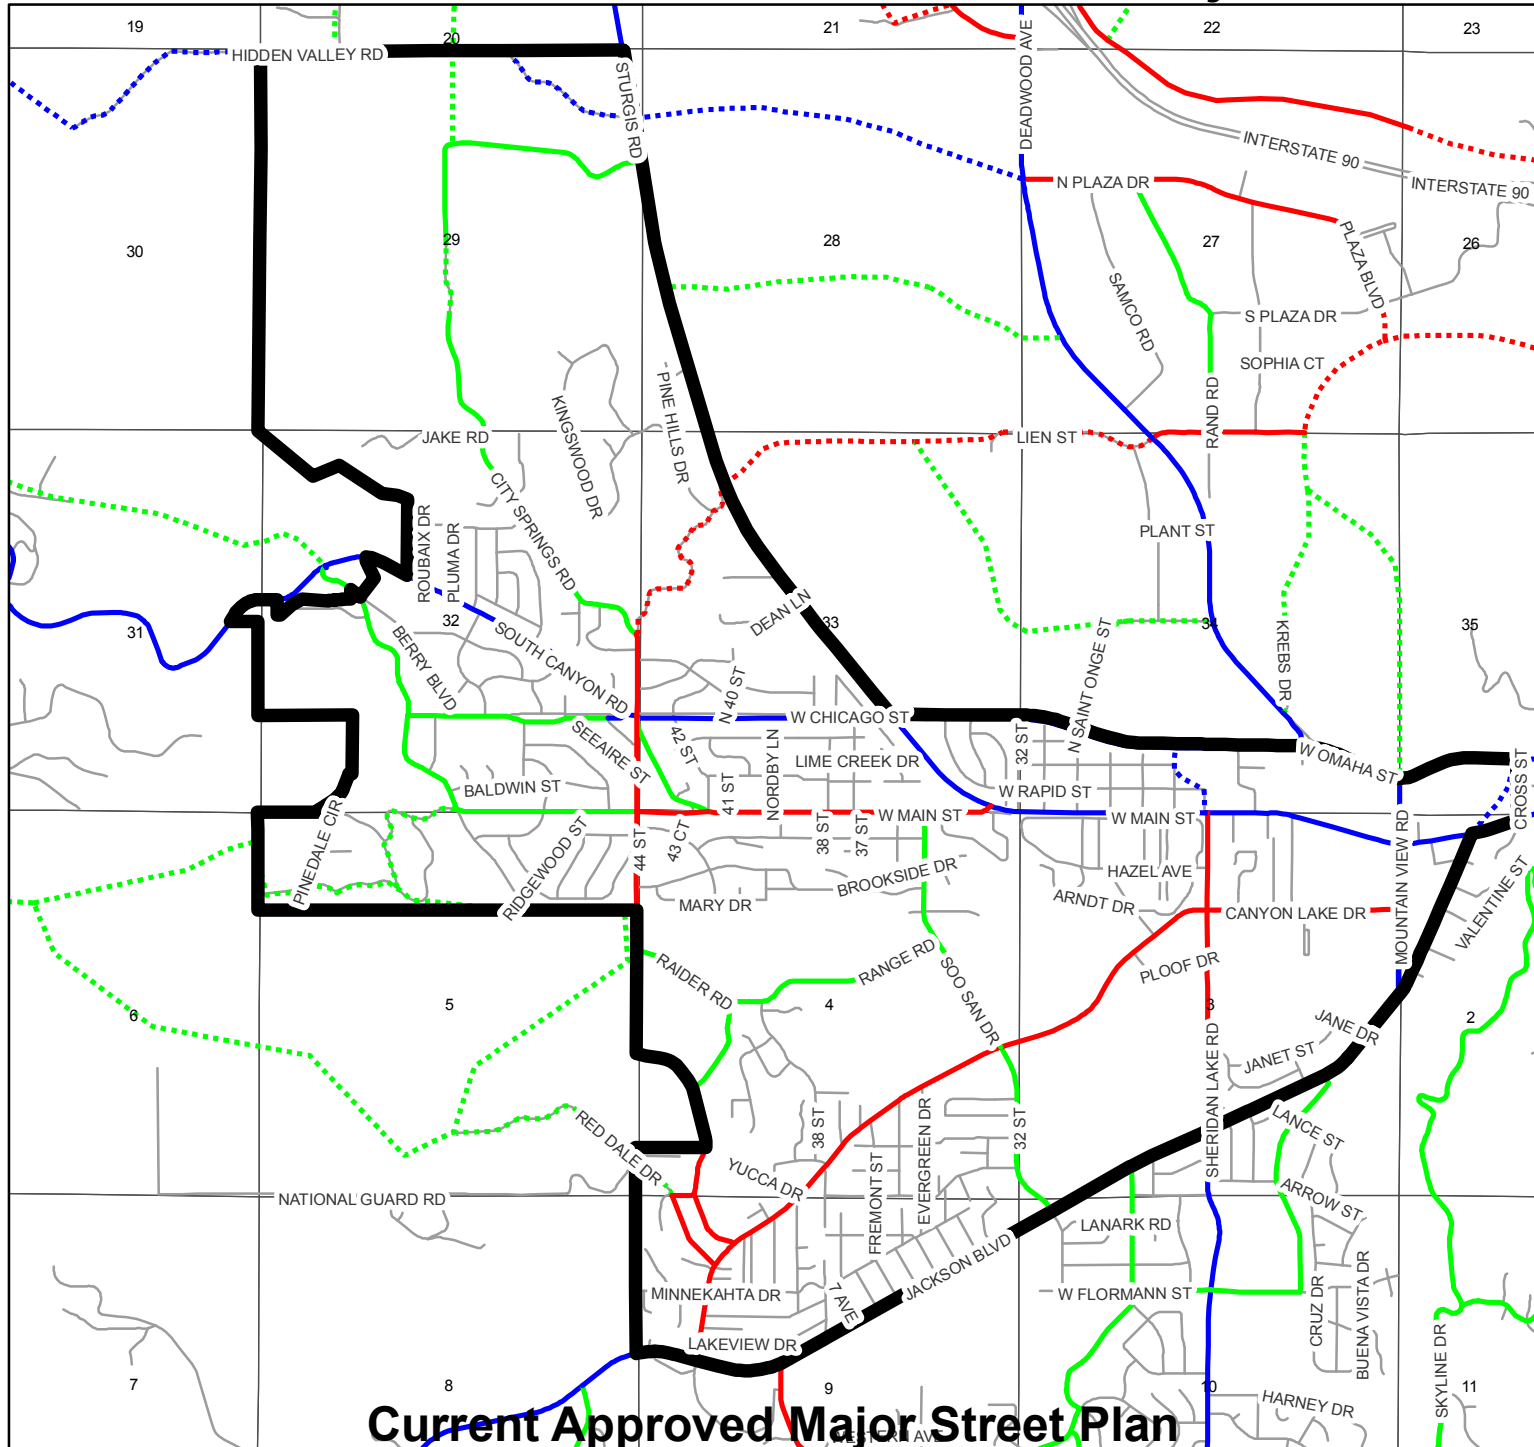 19
20
21
22
23
HIDDEN VALLEY RD
STURGIS RD
DEADWOOD AVE
INTERSTATE 90
INTERSTATE 90
N PLAZA DR
30
29
28
27
26
PLAZA BLVD
SAMCO RD
S PLAZA DR
SOPHIA CT
PINE HILLS DR
KINGSWOOD DR
RAND RD
JAKE RD
LIEN ST
CITY SPRINGS RD
ROUBAIX DR
PLUMA DR
PLANT ST
DEAN LN
31
32
33
34
35
BERRY BLVD
SOUTH CANYON RD
N SAINT ONGE ST
KREBS DR
N 40 ST
W CHICAGO ST
SEEAIRE ST
42 ST
NORDBY LN
LIME CREEK DR
32 ST
W OMAHA ST
CROSS ST
BALDWIN ST
41 ST
W RAPID ST
PINEDALE CIR
RIDGEWOOD ST
44 ST
43 CT
38 ST
37 ST
W MAIN ST
W MAIN ST
MOUNTAIN VIEW RD
BROOKSIDE DR
HAZEL AVE
MARY DR
ARNDT DR
CANYON LAKE DR
VALENTINE ST
RAIDER RD
RANGE RD
SOO SAN DR
PLOOF DR
6
5
4
3
2
JANE DR
JANET ST
SHERIDAN LAKE RD
RED DALE DR
38 ST
EVERGREEN DR
32 ST
LANCE ST
YUCCA DR
FREMONT ST
NATIONAL GUARD RD
ARROW ST
LANARK RD
JACKSON BLVD
MINNEKAHTA DR
7 AVE
W FLORMANN ST
CRUZ DR
BUENA VISTA DR
LAKEVIEW DR
SKYLINE DR
7
8
9
10
11
HARNEY DR
Current Approved Major Street Plan
WESTERN AVE